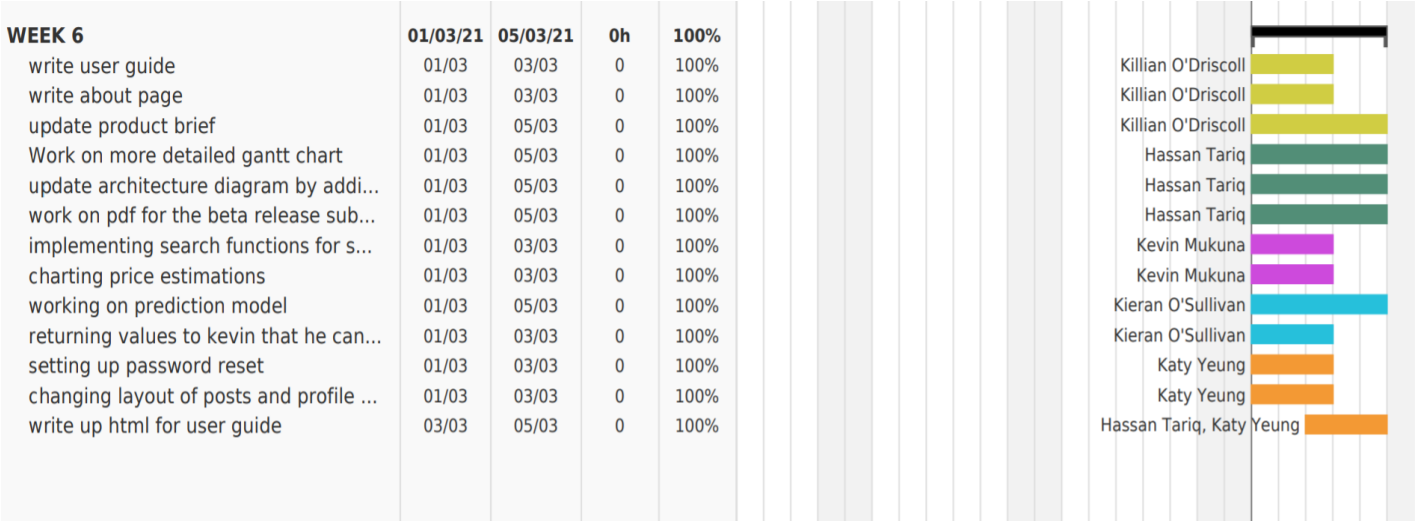 WEEK 6 01/03/21 05/03/21 0h 100%
write user guide 01/03 03/03 0 100% Killian O'Driscoll
write about page 01/03 03/03 0 100% Killian O'Driscoll
update product brief 01/03 05/03 0 100% Killian O'Driscoll
Work on more detailed gantt chart 01/03 05/03 0 100% Hassan Tariq
update architecture diagram by addi... 01/03 05/03 0 100% Hassan Tariq
work on pdf for the beta release sub... 01/03 05/03 0 100% Hassan Tariq
implementing search functions for s... 01/03 03/03 0 100% Kevin Mukuna
charting price estimations 01/03 03/03 0 100% Kevin Mukuna
working on prediction model 01/03 05/03 0 100% Kieran O'Sullivan
returning values to kevin that he can... 01/03 03/03 0 100% Kieran O'Sullivan
setting up password reset 01/03 03/03 0 100% Katy Yeung
changing layout of posts and profile ... 01/03 03/03 0 100% Katy Yeung
write up html for user guide 03/03 05/03 0 100% Hassan Tariq, Katy Yeung